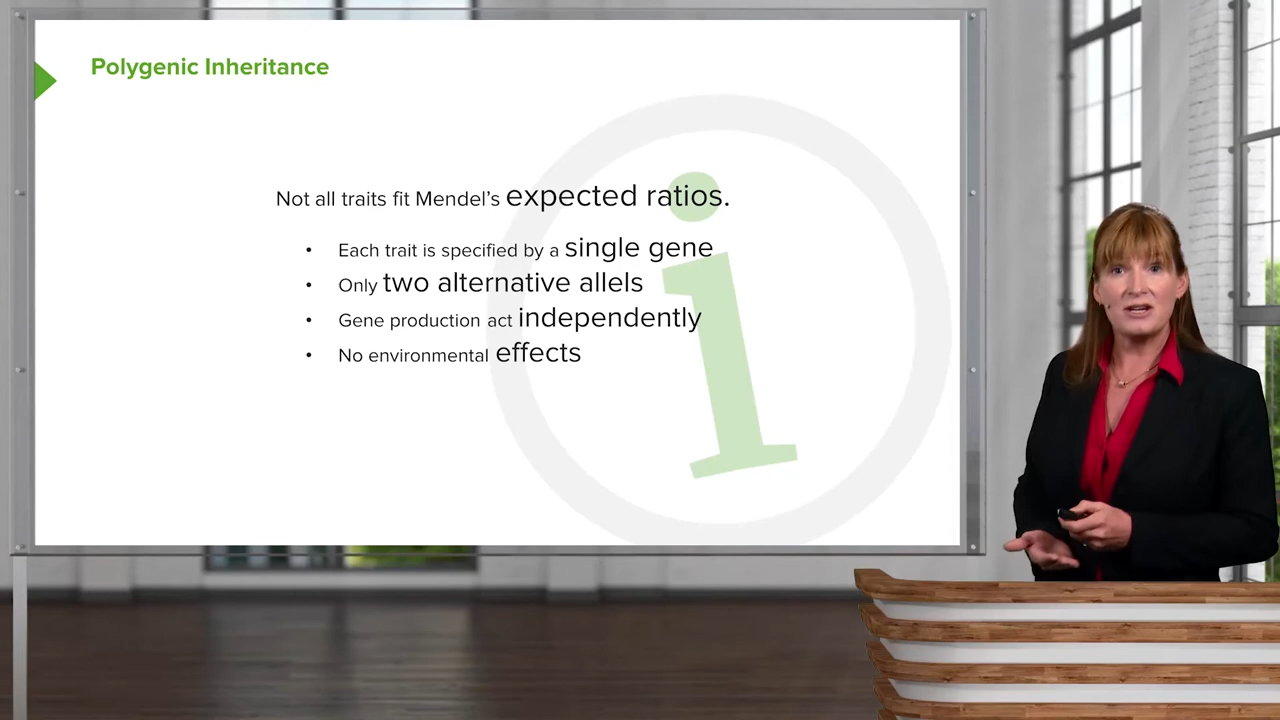 Polygenic Inheritance
Not all traits fit Mendel’s expected ratios.
• Each trait is specified by a single gene
• Only two alternative allels
• Gene production act independently
• No environmental effects